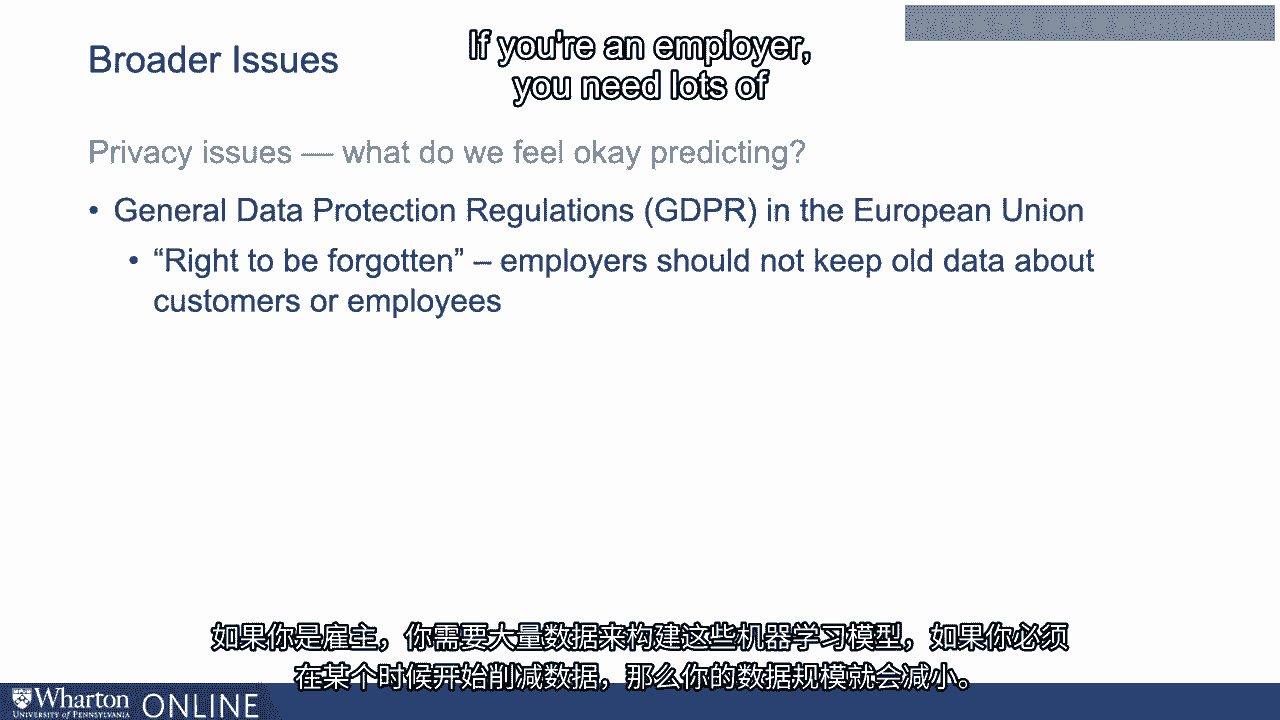 Broader Issues
If you're an employer,
you need lots of
Privacy issues — what do we feel okay predicting?
• General Data Protection Regulations (GDPR) in the European Union
• “Right to be forgotten” – employers should not keep old data about
customers or employees
如果你是雇主，你需要大量数据来构建这些机器学习模型，如果你必须
在某个时候开始削减数据，那么你的数据规模就会减小。
Wharton
UNIVERSITY of PENNSYLVANIA
ONLINE